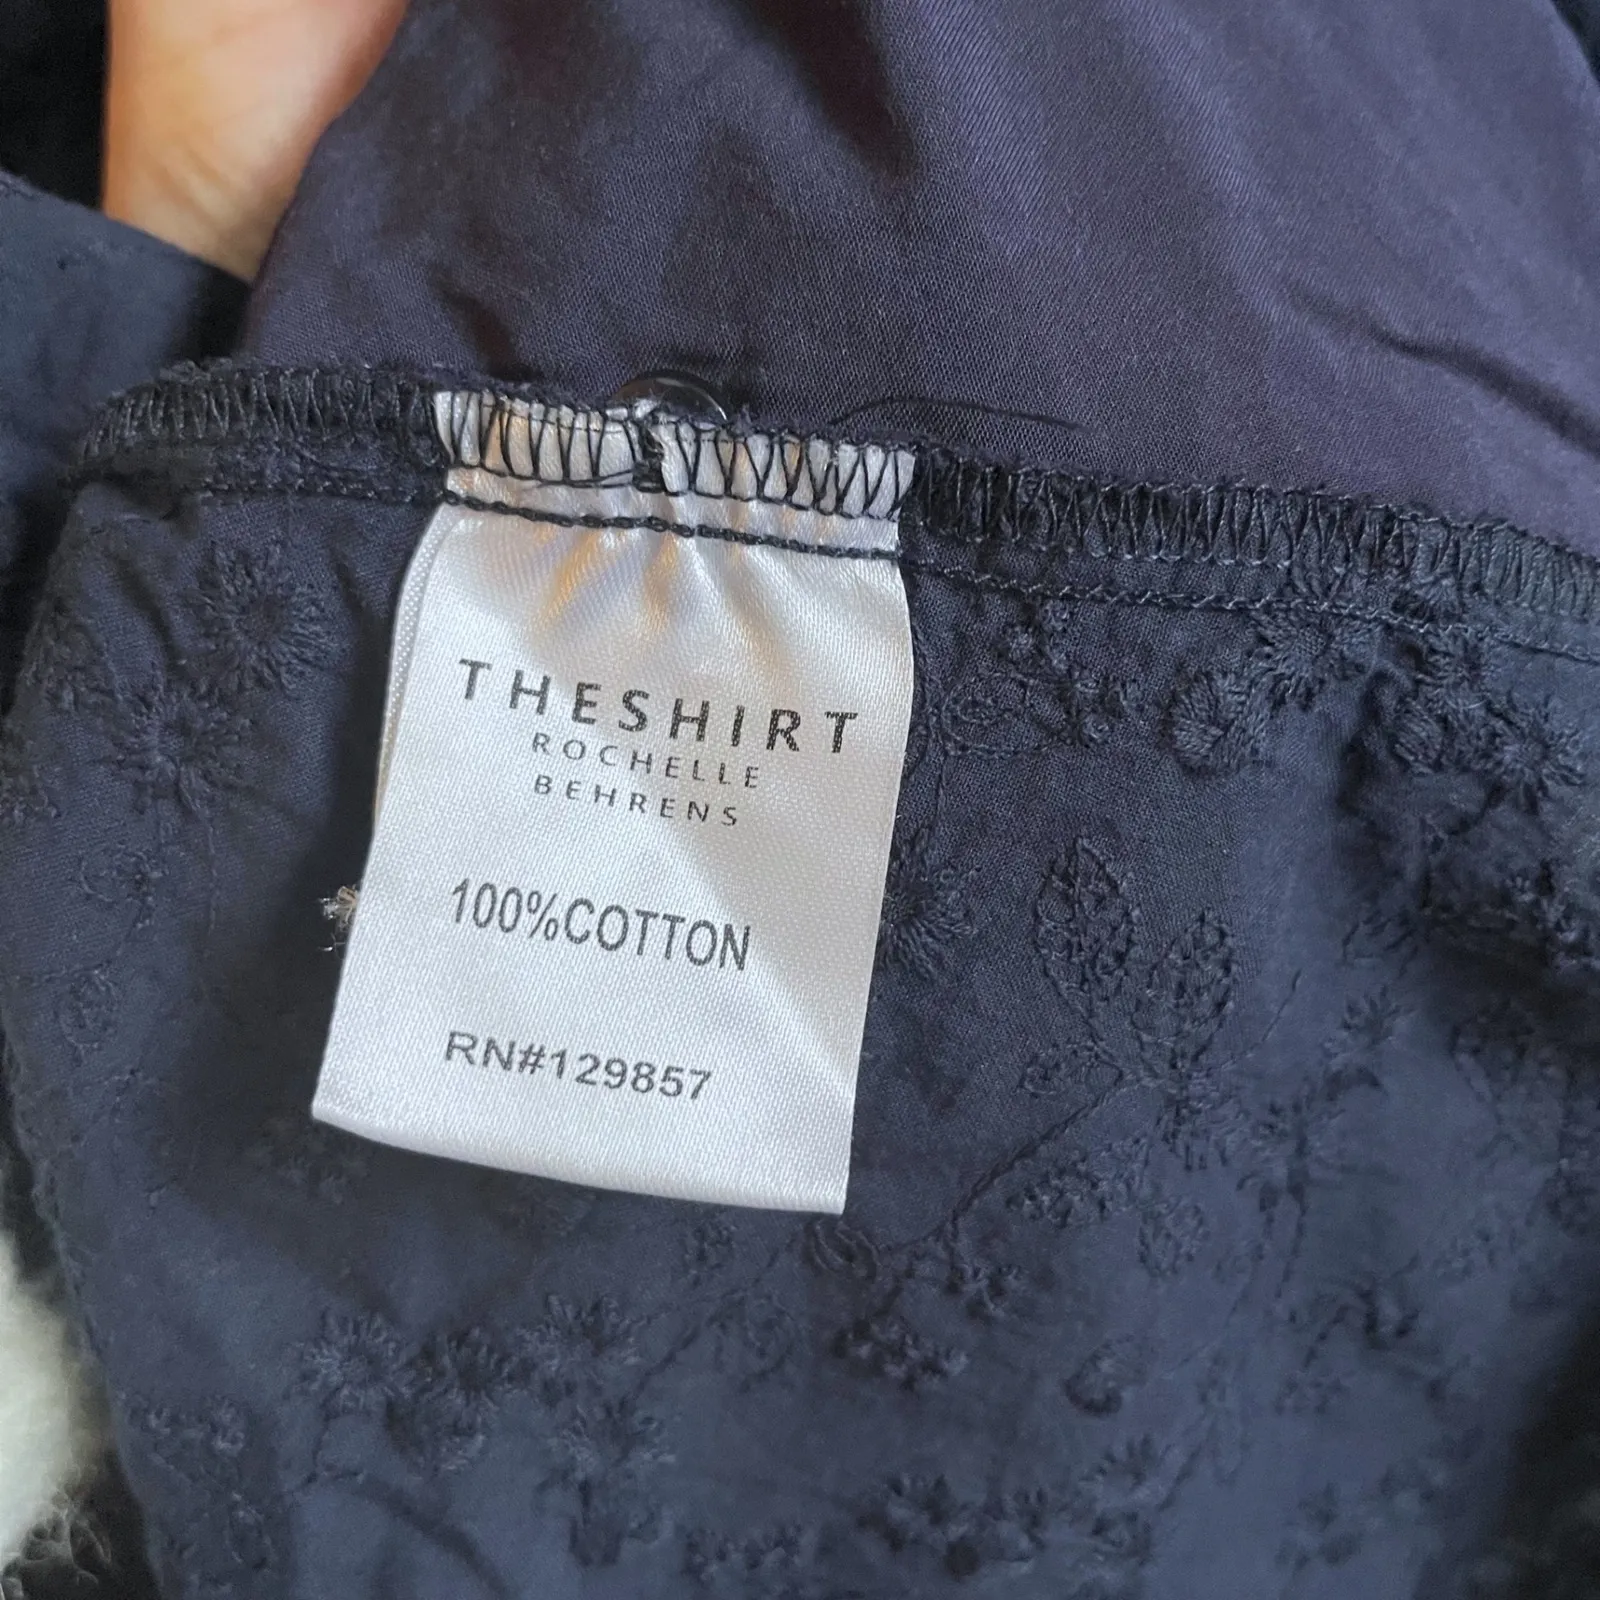 THESHIRT
ROCHELLE
BEHRENS
100%COTTON
RN#129857